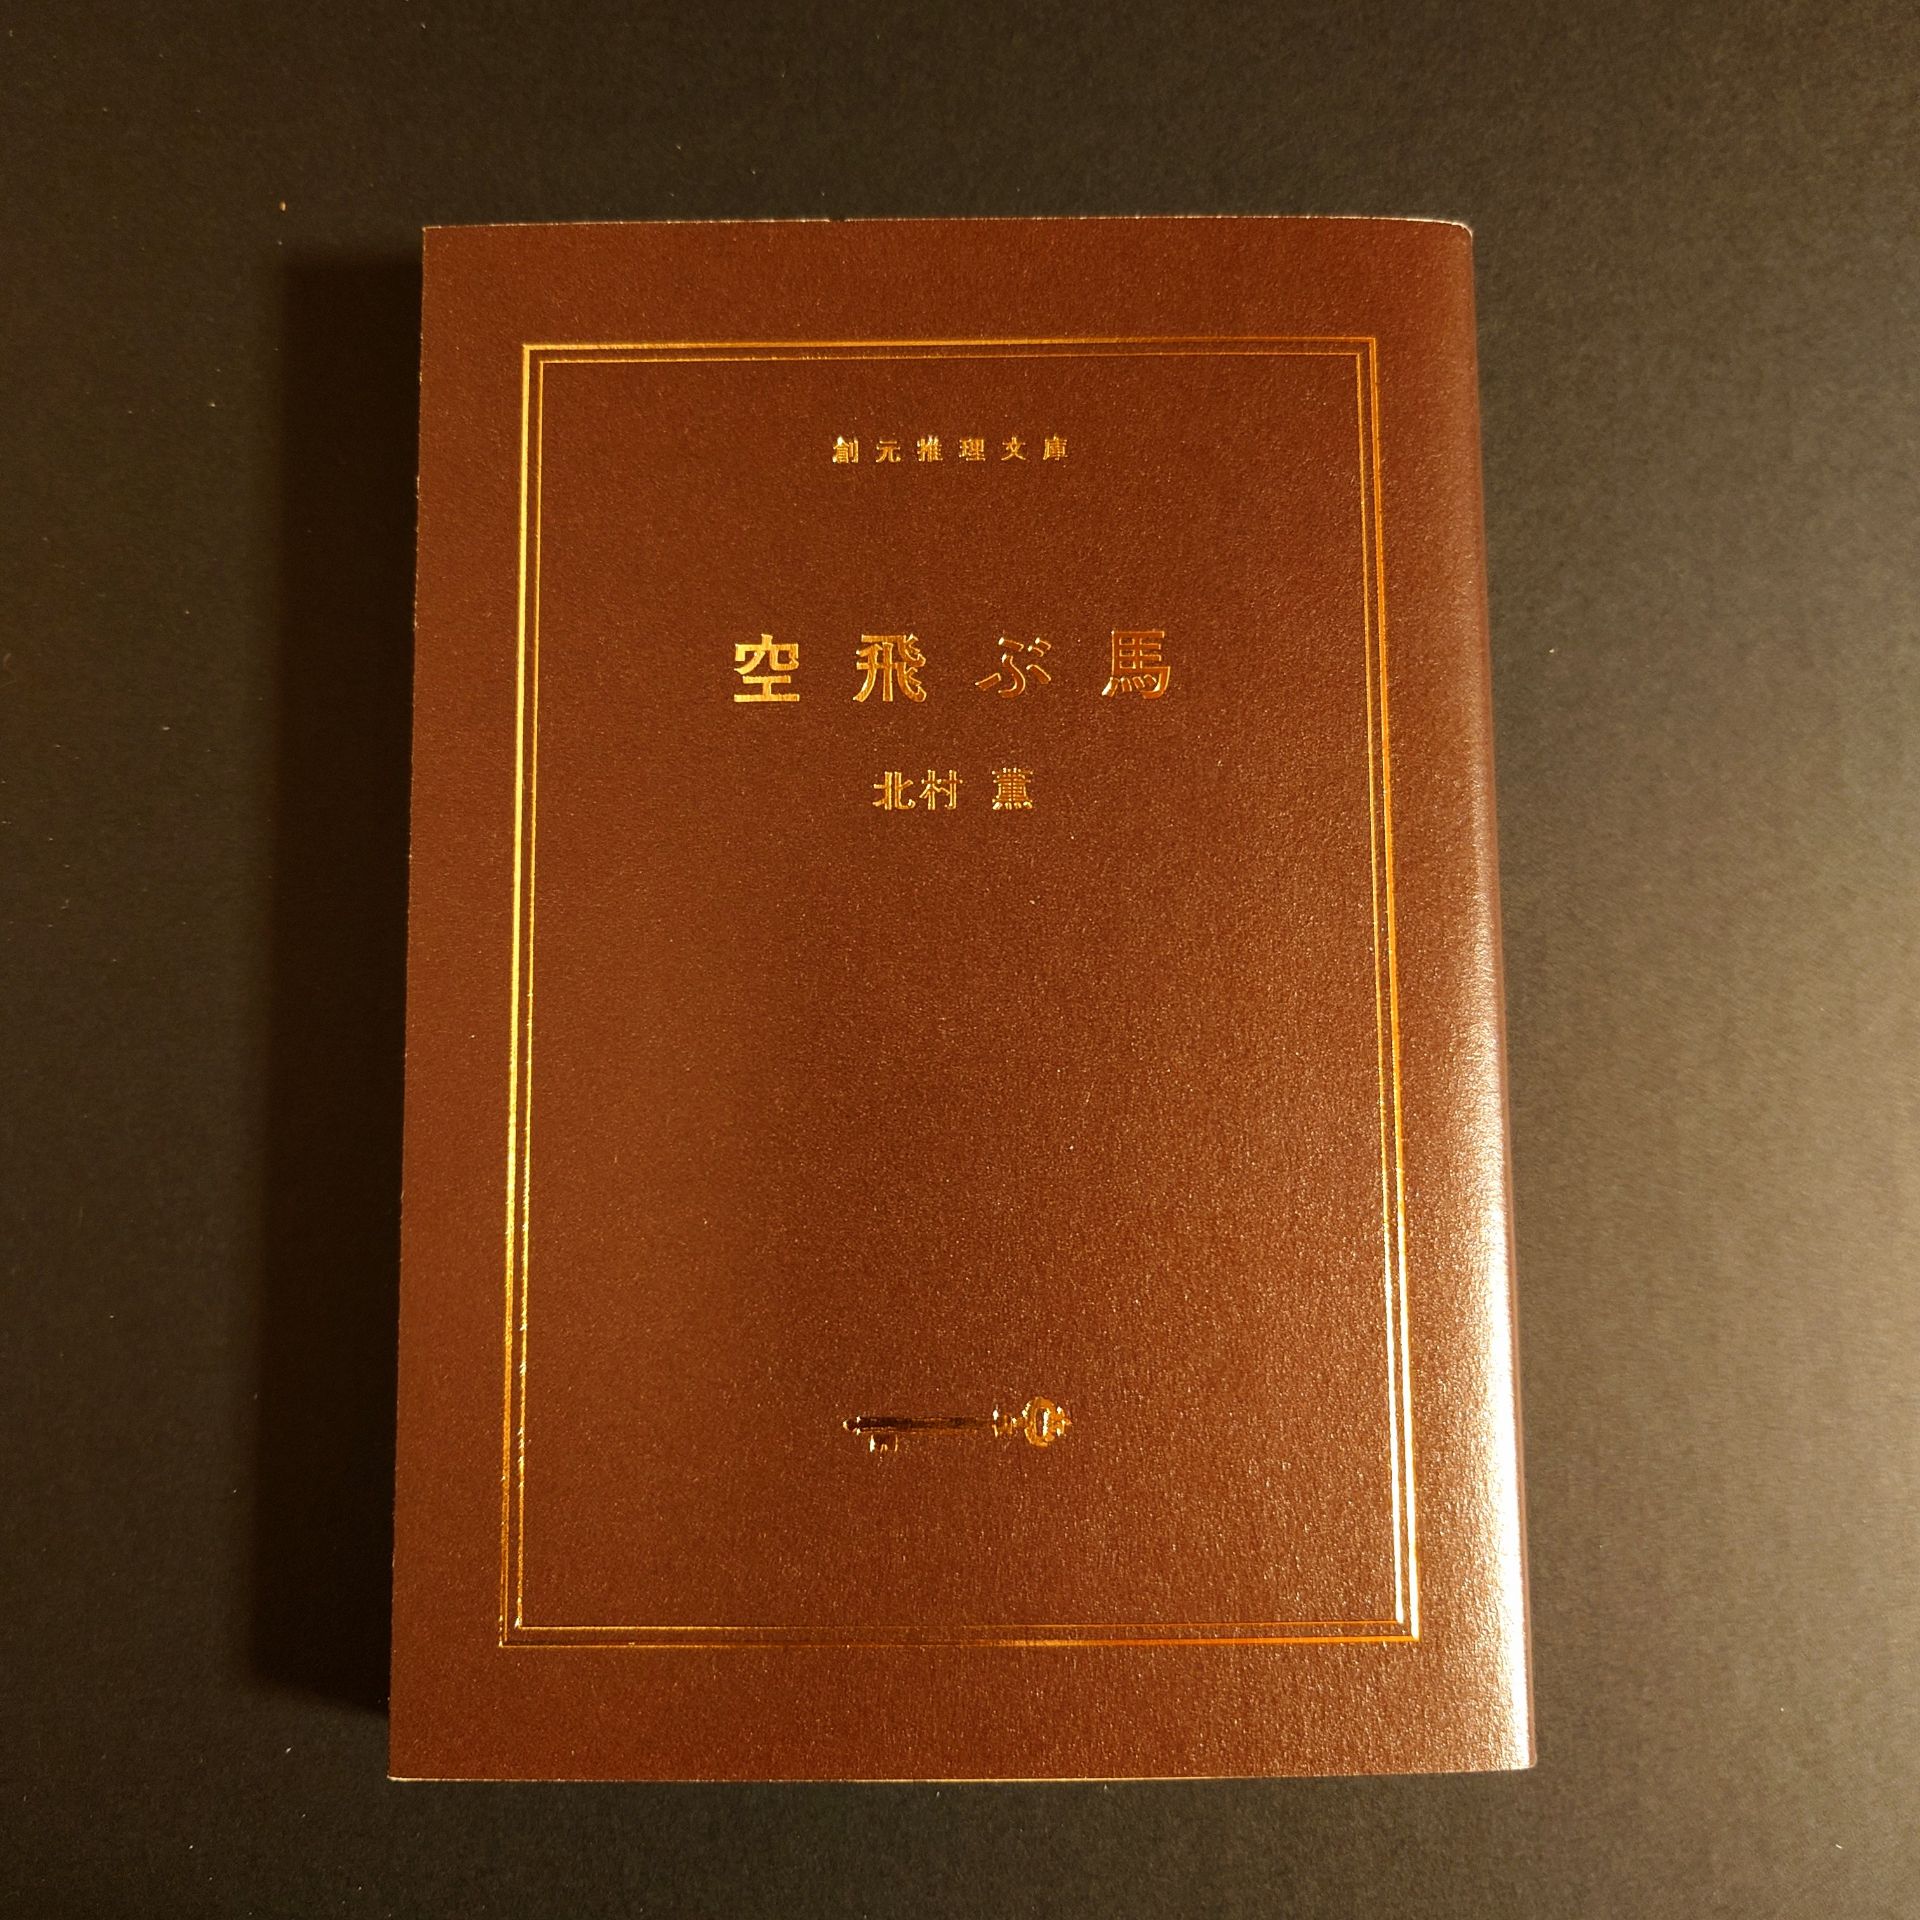 創元推理文庫
空飛ぶ馬
北村 薫